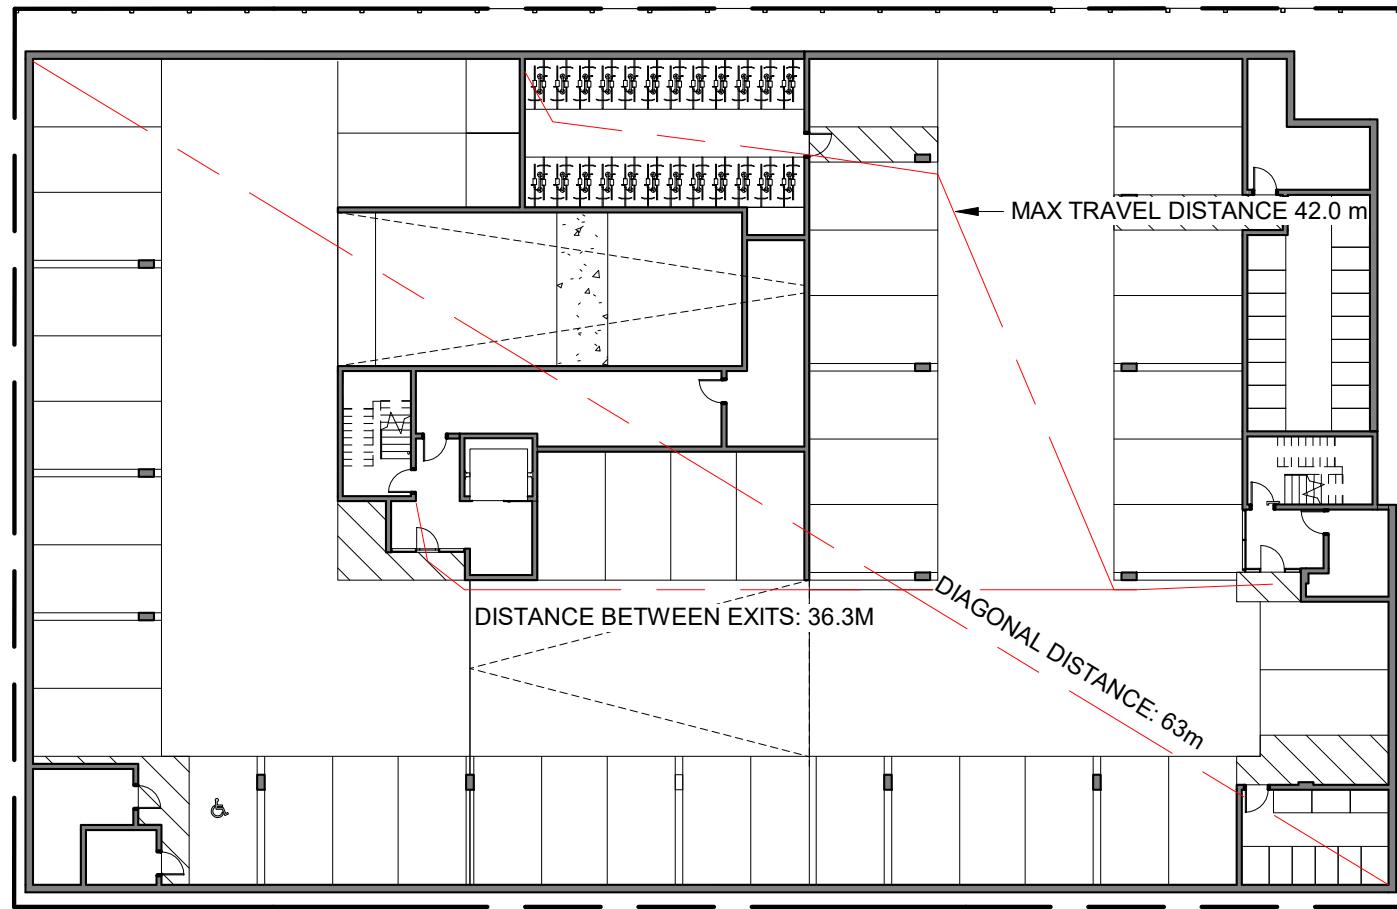 MAX TRAVEL DISTANCE 42.0 m
DISTANCE BETWEEN EXITS: 36.3M
DIAGONAL DISTANCE: 63m